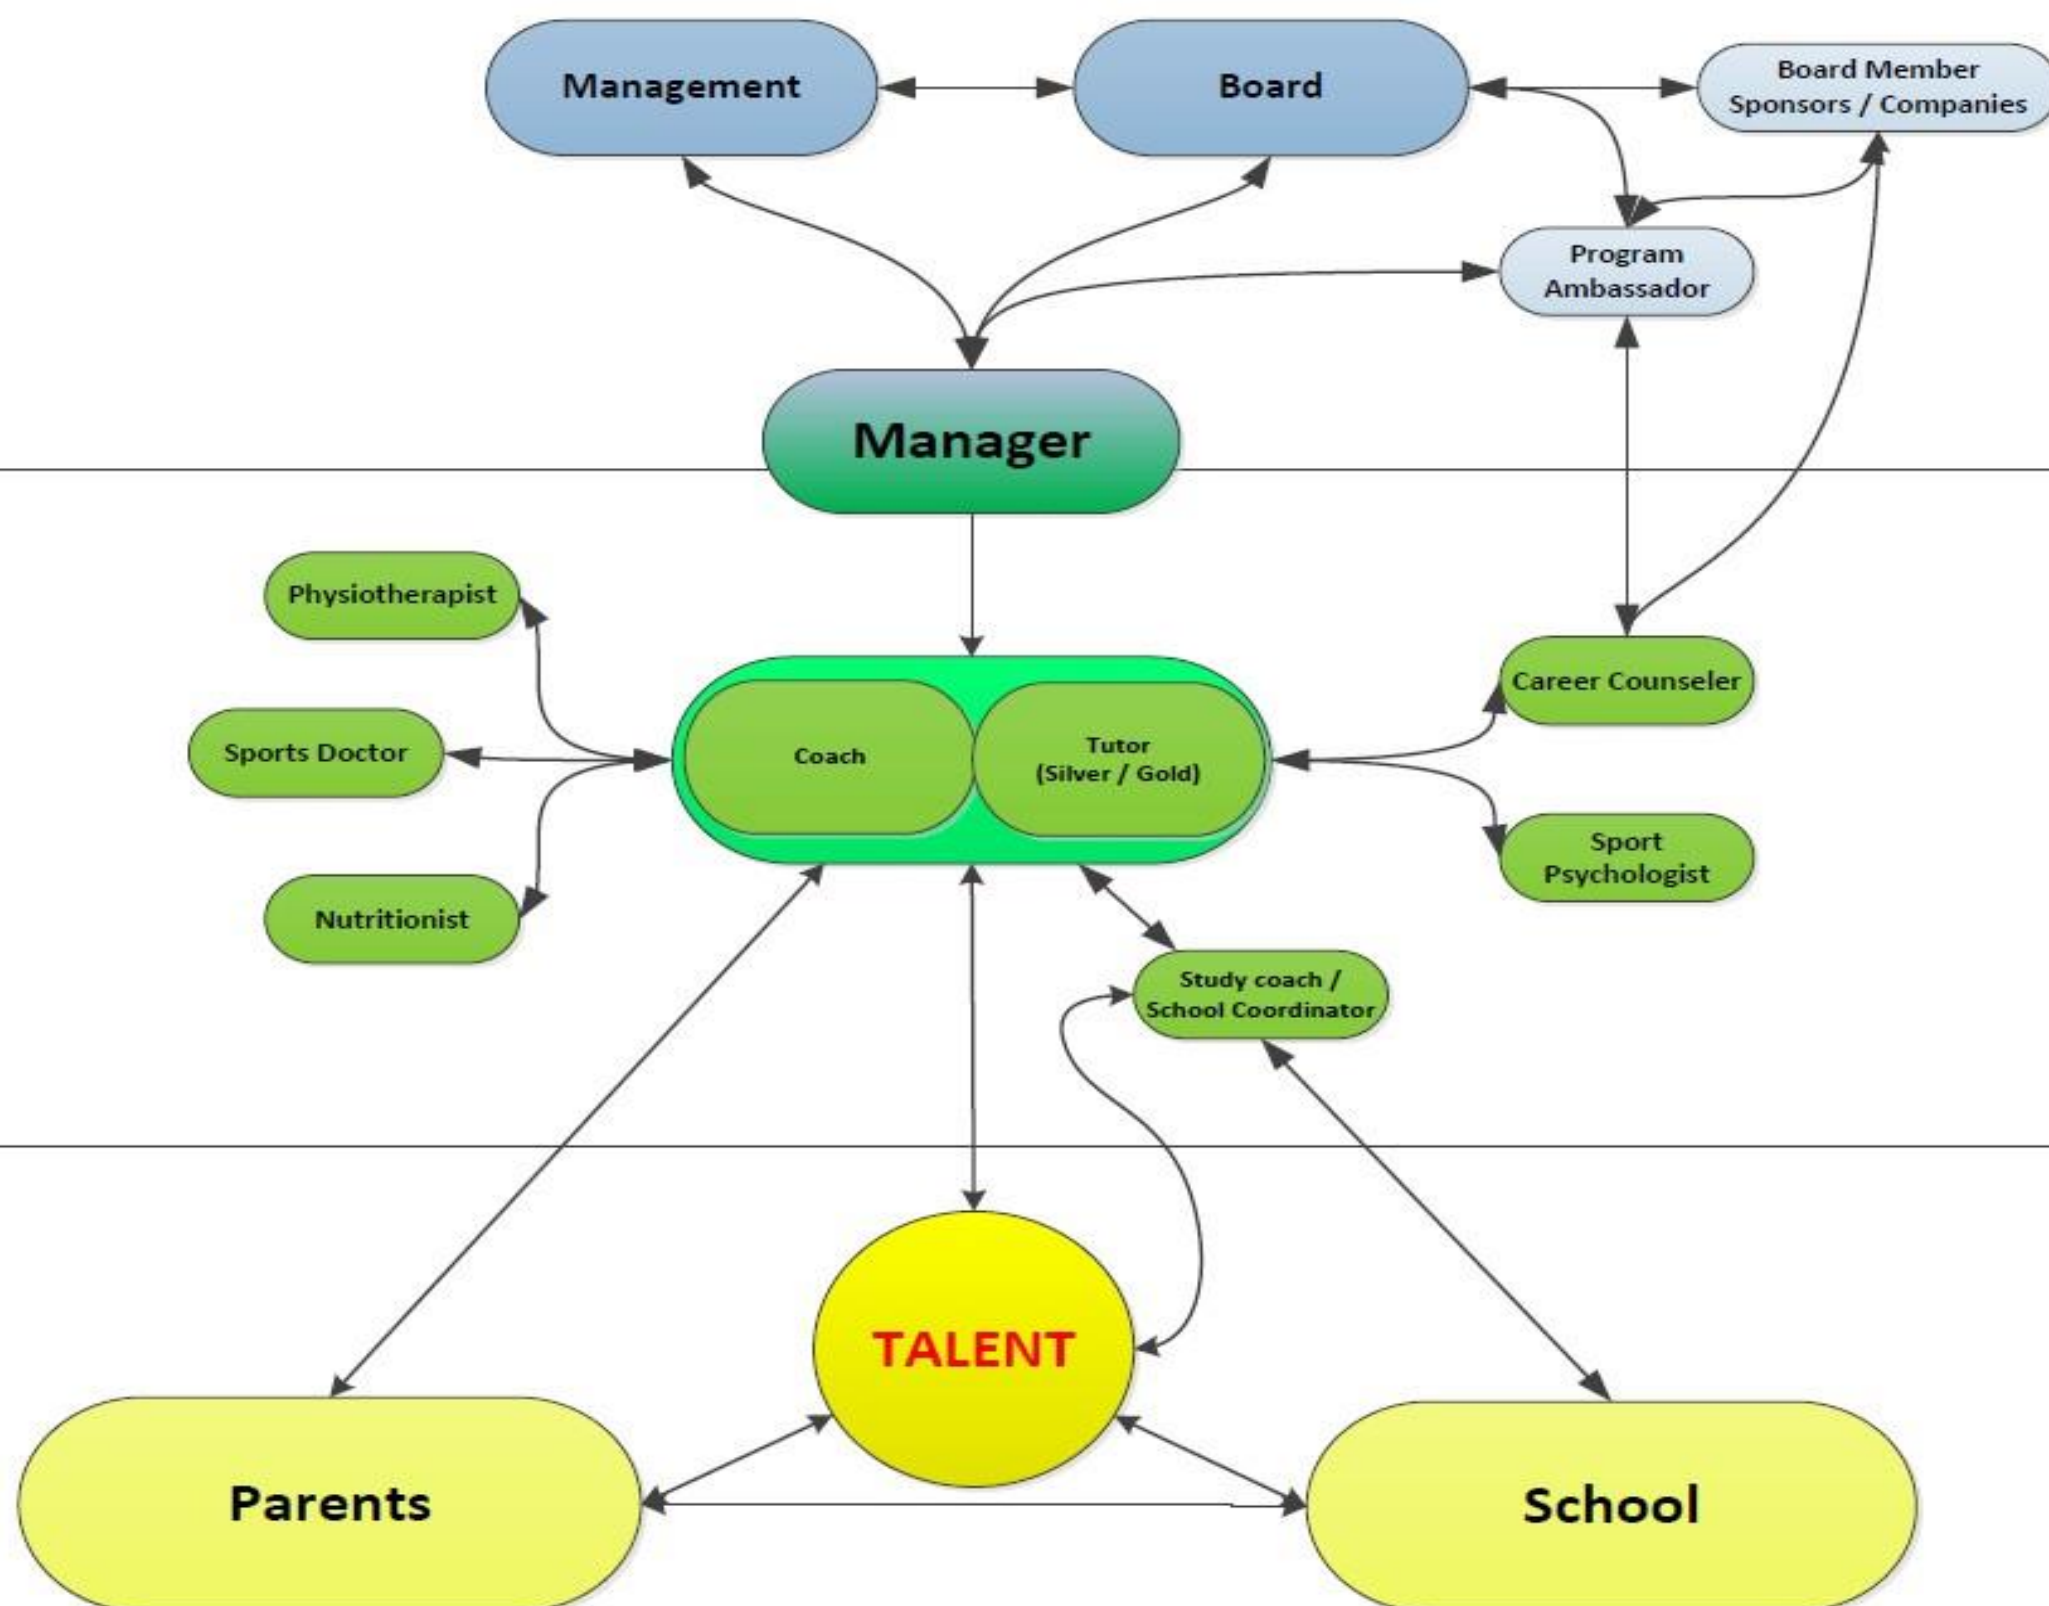 Management
Board
Board Member
Sponsors / Companies
Program
Ambassador
Manager
Physiotherapist
Career Counseler
Sports Doctor
Coach
Tutor
(Silver / Gold)
Sport
Psychologist
Nutritionist
Study coach /
School Coordinator
TALENT
Parents
School